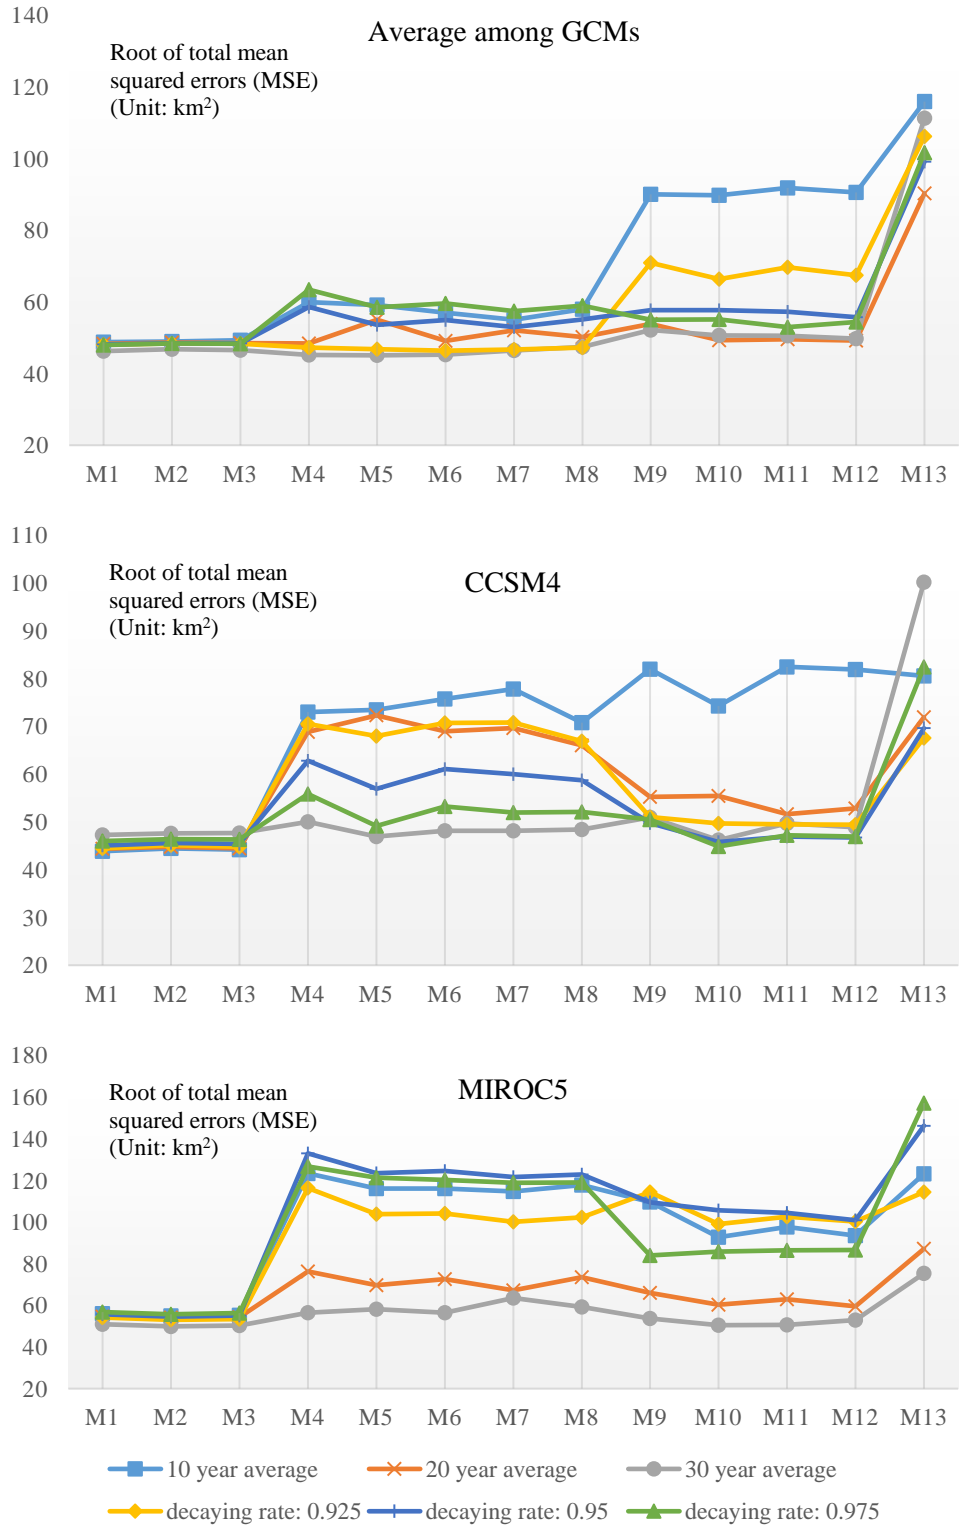 Average among GCMs
Root of total mean
squared errors (MSE)
(Unit: km²)
140
120
100
80
60
40
20
M1 M2 M3 M4 M5 M6 M7 M8 M9 M10 M11 M12 M13
CCSM4
Root of total mean
squared errors (MSE)
(Unit: km²)
110
100
90
80
70
60
50
40
30
20
M1 M2 M3 M4 M5 M6 M7 M8 M9 M10 M11 M12 M13
MIROC5
Root of total mean
squared errors (MSE)
(Unit: km²)
180
160
140
120
100
80
60
40
20
M1 M2 M3 M4 M5 M6 M7 M8 M9 M10 M11 M12 M13
10 year average 20 year average 30 year average
decaying rate: 0.925 decaying rate: 0.95 decaying rate: 0.975